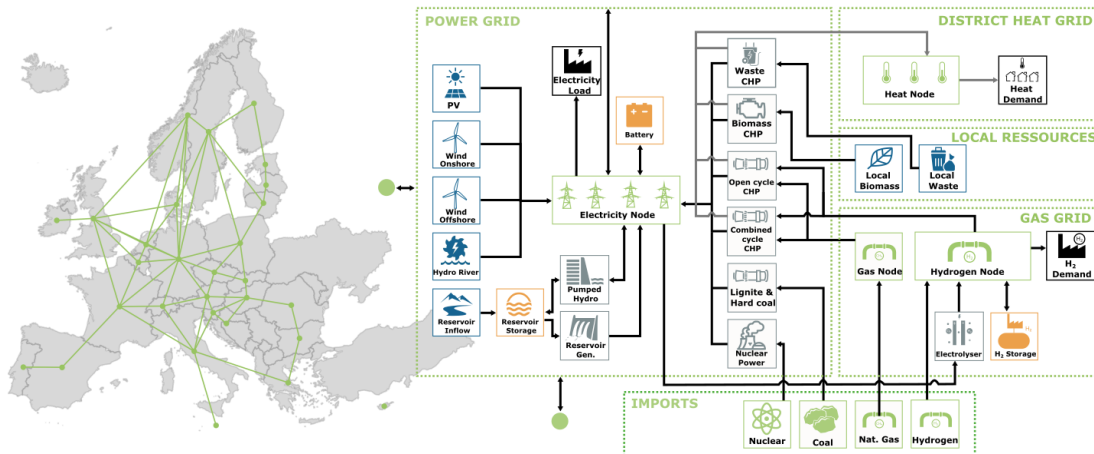 POWER GRID
PV
Wind
Onshore
Wind
Offshore
Hydro River
Reservoir
Inflow
Reservoir
Storage
Electricity
Load
Battery
Electricity Node
Pumped
Hydro
Reservoir
Gen.
Waste
CHP
Biomass
CHP
Open cycle
CHP
Combined
cycle
CHP
Lignite &
Hard coal
Nuclear
Power
DISTRICT HEAT GRID
Heat Node
Heat
Demand
LOCAL RESSOURCES
Local
Biomass
Local
Waste
GAS GRID
Gas Node
H₂
Hydrogen Node
H₂
H₂
Demand
Electrolyser
H₂ Storage
IMPORTS
Nuclear
Coal
Nat. Gas
H₂
Hydrogen